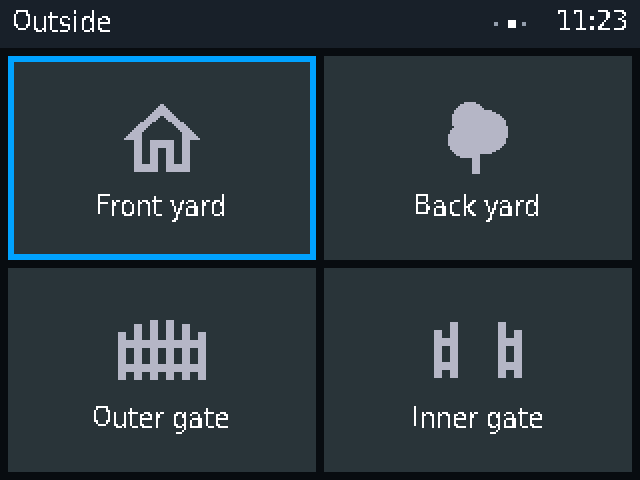 Outside
11:23
Front yard
Back yard
Outer gate
Inner gate